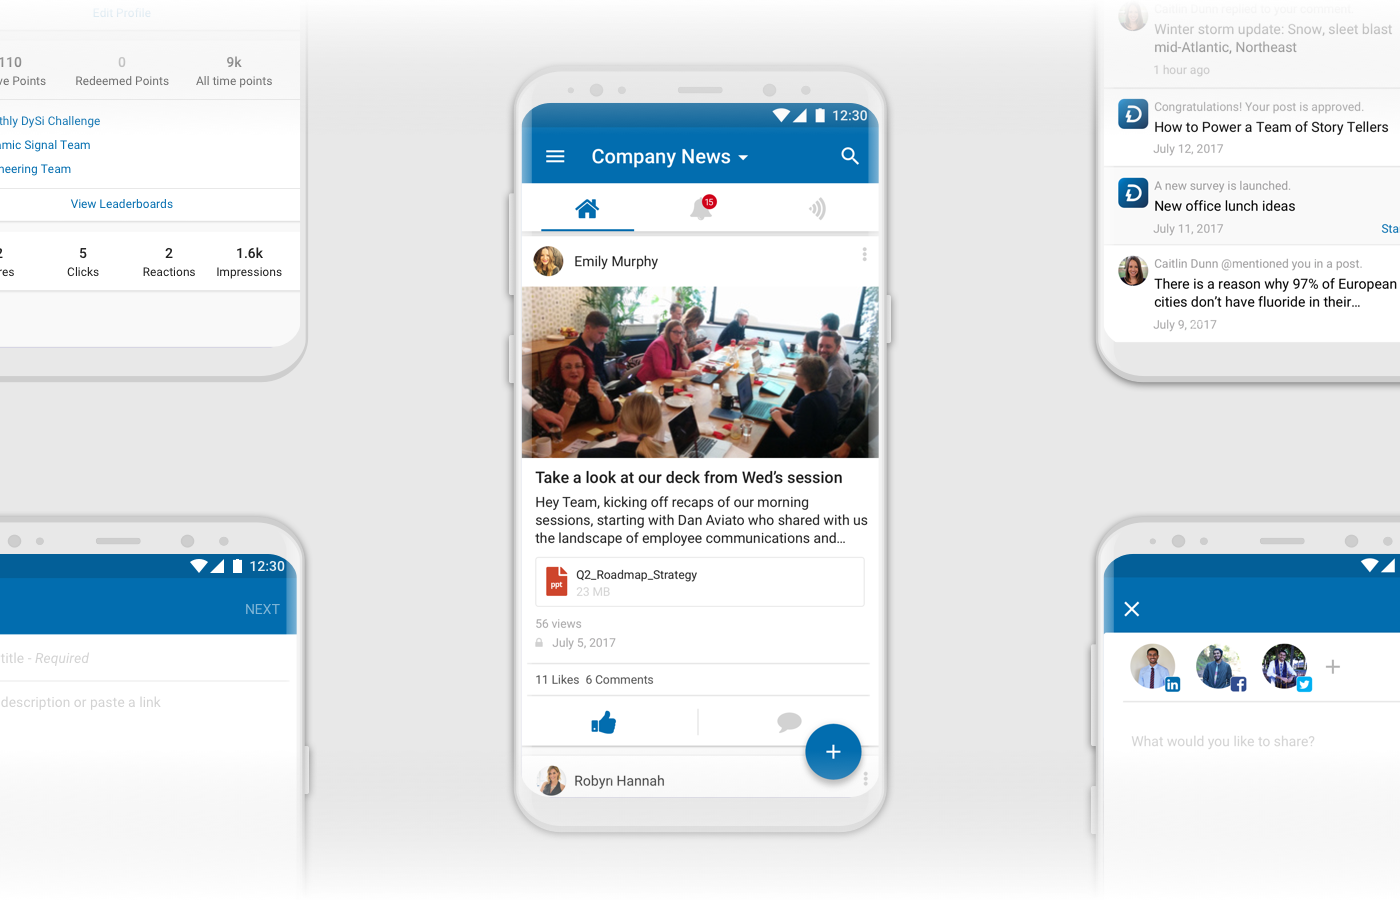 Edit Profile
110
0
9k
ve Points
Redeemed Points
All time points
thly DySi Challenge
amic Signal Team
neering Team
View Leaderboards
2
5
2
1.6k
res
Clicks
Reactions
Impressions
12:30
Company News
15
Emily Murphy
Take a look at our deck from Wed’s session
Hey Team, kicking off recaps of our morning
sessions, starting with Dan Aviato who shared with us
the landscape of employee communications and...
ppt
Q2_Roadmap_Strategy
23 MB
56 views
July 5, 2017
11 Likes 6 Comments
+
Robyn Hannah
Caitlin Dunn replied to your comment.
Winter storm update: Snow, sleet blast
mid-Atlantic, Northeast
1 hour ago
Congratulations! Your post is approved.
How to Power a Team of Story Tellers
July 12, 2017
A new survey is launched.
New office lunch ideas
July 11, 2017
Sta
Caitlin Dunn @mentioned you in a post.
There is a reason why 97% of European
cities don’t have fluoride in their...
July 9, 2017
12:30
NEXT
title - Required
description or paste a link
in
f
+
What would you like to share?